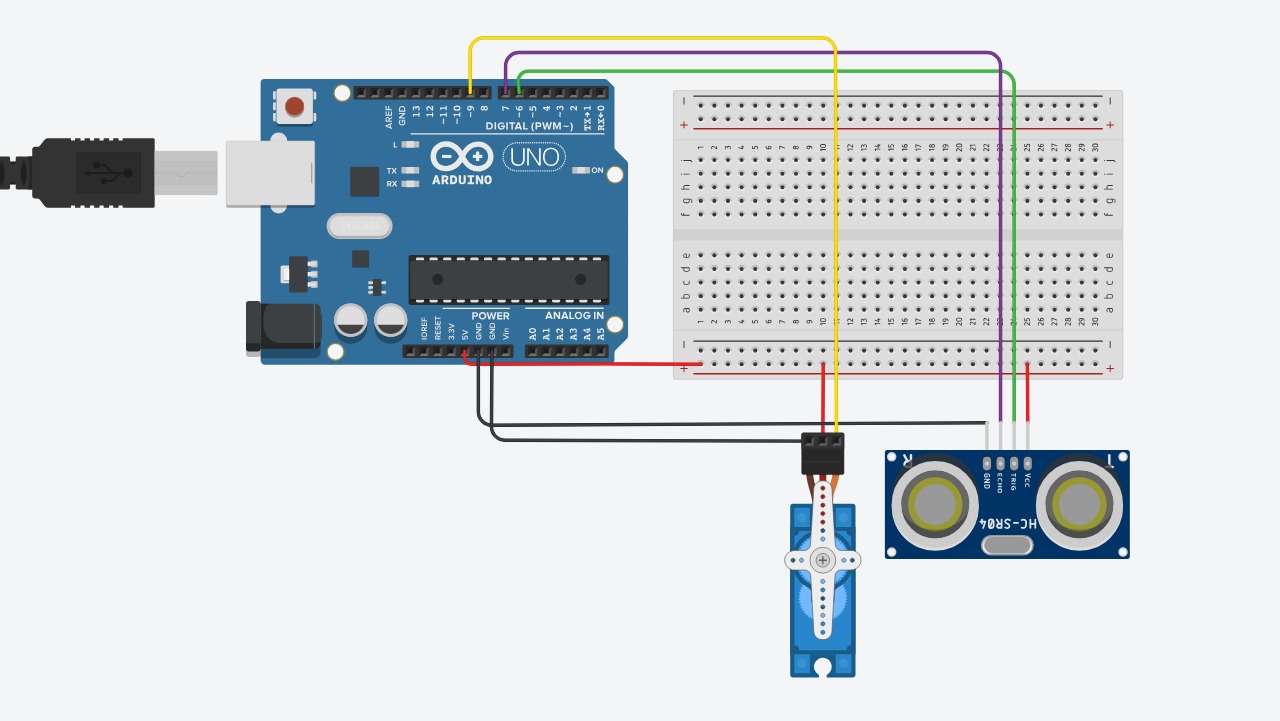 AREF
GND
13
12
~11
~10
~9
8
7
~6
~5
4
~3
2
TX→1
RX←0
DIGITAL (PWM~)
L
TX
RX
ARDUINO
UNO
ON
POWER
ANALOG IN
IOREF
RESET
3.3V
5V
GND
GND
Vin
A0
A1
A2
A3
A4
A5
− −
+ +
1 2 3 4 5 6 7 8 9 10 11 12 13 14 15 16 17 18 19 20 21 22 23 24 25 26 27 28 29 30
j j
i i
h h
g g
f f
e e
d d
c c
b b
a a
1 2 3 4 5 6 7 8 9 10 11 12 13 14 15 16 17 18 19 20 21 22 23 24 25 26 27 28 29 30
− −
+ +
R
T
GND
ECHO
TRIG
VCC
HC-SR04